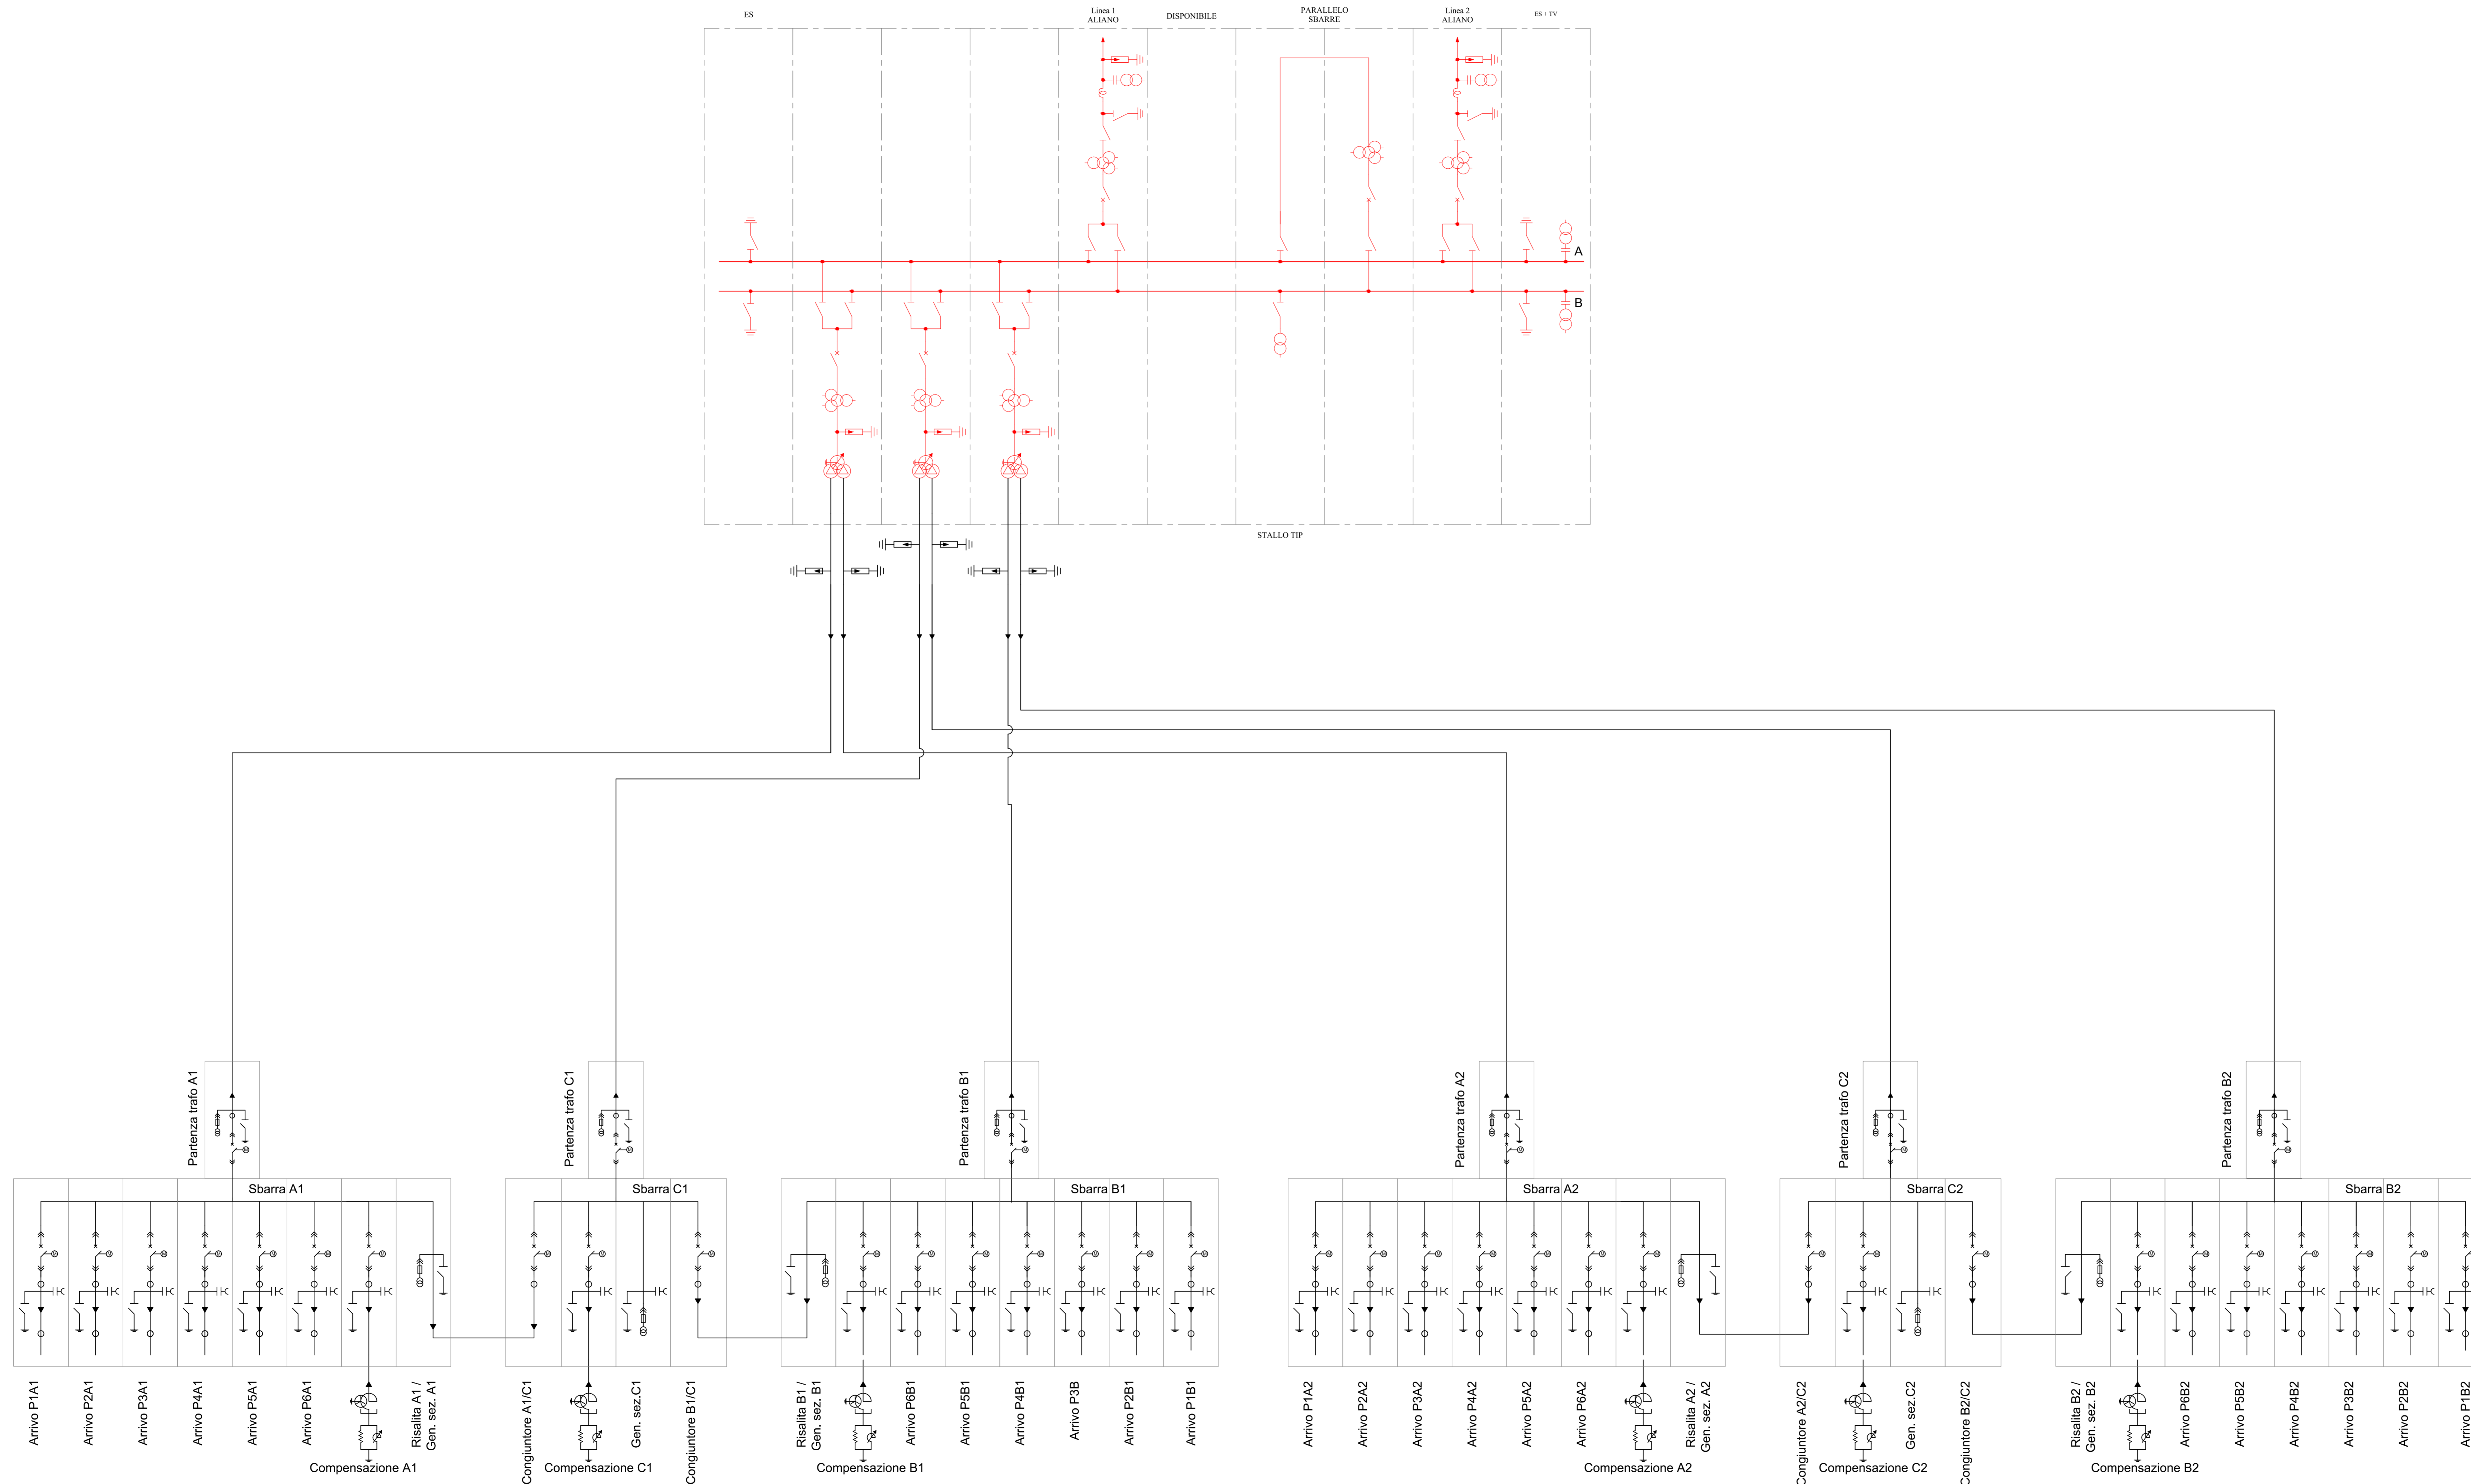 ES
Linea 1
ALIANO
DISPONIBILE
PARALLELO
SBARRE
Linea 2
ALIANO
ES + TV
A
B
STALLO TIP
Partenza trafo A1
Partenza trafo C1
Partenza trafo B1
Partenza trafo A2
Partenza trafo C2
Partenza trafo B2
Sbarra A1
Sbarra C1
Sbarra B1
Sbarra A2
Sbarra C2
Sbarra B2
Arrivo P1A1
Arrivo P2A1
Arrivo P3A1
Arrivo P4A1
Arrivo P5A1
Arrivo P6A1
Risalita A1 /
Gen. sez. A1
Congiuntore A1/C1
Gen. sez.C1
Congiuntore B1/C1
Risalita B1 /
Gen. sez. B1
Arrivo P6B1
Arrivo P5B1
Arrivo P4B1
Arrivo P3B
Arrivo P2B1
Arrivo P1B1
Arrivo P1A2
Arrivo P2A2
Arrivo P3A2
Arrivo P4A2
Arrivo P5A2
Arrivo P6A2
Risalita A2 /
Gen. sez. A2
Congiuntore A2/C2
Gen. sez.C2
Congiuntore B2/C2
Risalita B2 /
Gen. sez. B2
Arrivo P6B2
Arrivo P5B2
Arrivo P4B2
Arrivo P3B2
Arrivo P2B2
Arrivo P1B2
Compensazione A1
Compensazione C1
Compensazione B1
Compensazione A2
Compensazione C2
Compensazione B2